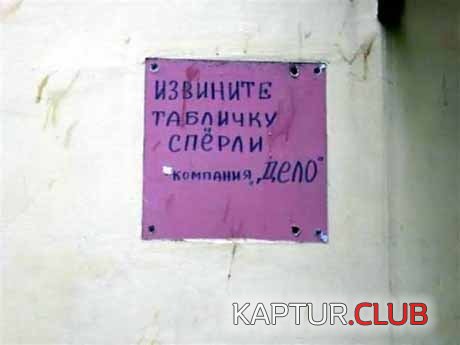 ИЗВИНИТЕ
ТАБЛИЧКУ
СПЁРЛИ
КОМПАНИЯ „ДЕЛО"
KAPTUR.CLUB